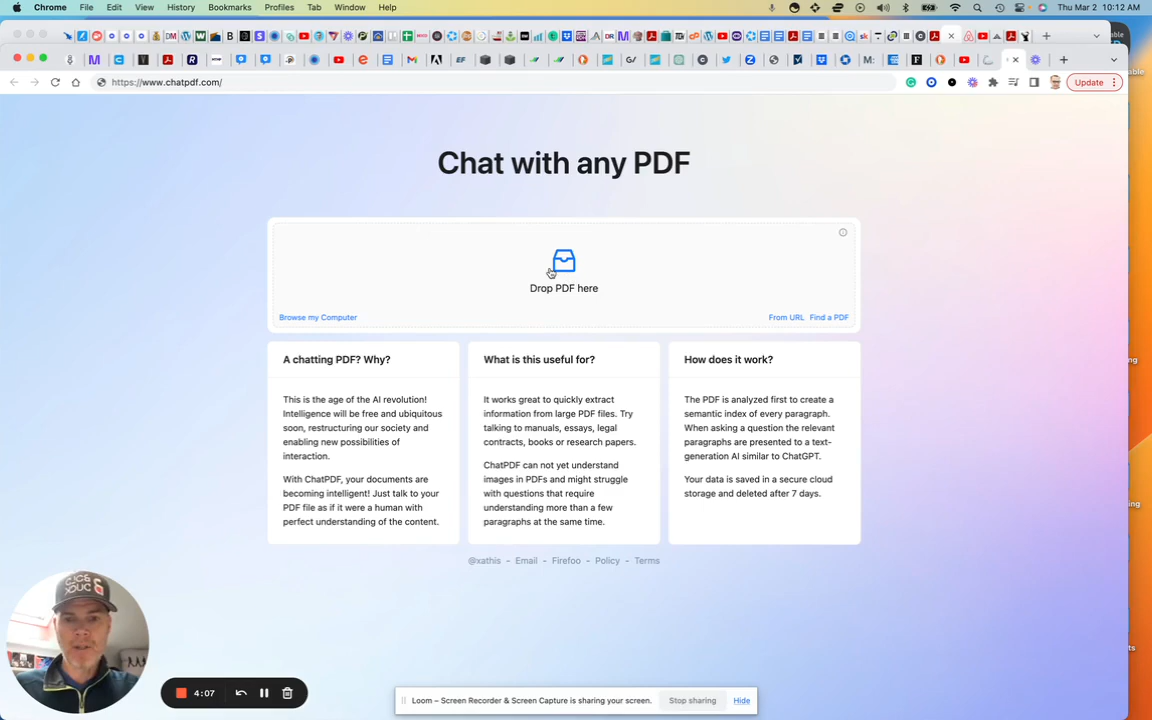 Chrome File Edit View History Bookmarks Profiles Tab Window Help Thu Mar 2 10:12 AM
https://www.chatpdf.com/ Update
Chat with any PDF
Drop PDF here
Browse my Computer From URL Find a PDF
A chatting PDF? Why?
This is the age of the AI revolution!
Intelligence will be free and ubiquitous
soon, restructuring our society and
enabling new possibilities of
interaction.
With ChatPDF, your documents are
becoming intelligent! Just talk to your
PDF file as if it were a human with
perfect understanding of the content.
What is this useful for?
It works great to quickly extract
information from large PDF files. Try
talking to manuals, essays, legal
contracts, books or research papers.
ChatPDF can not yet understand
images in PDFs and might struggle
with questions that require
understanding more than a few
paragraphs at the same time.
How does it work?
The PDF is analyzed first to create a
semantic index of every paragraph.
When asking a question the relevant
paragraphs are presented to a text-
generation AI similar to ChatGPT.
Your data is saved in a secure cloud
storage and deleted after 7 days.
@xathis - Email - Firefoo - Policy - Terms
4:07
Loom – Screen Recorder & Screen Capture is sharing your screen. Stop sharing Hide